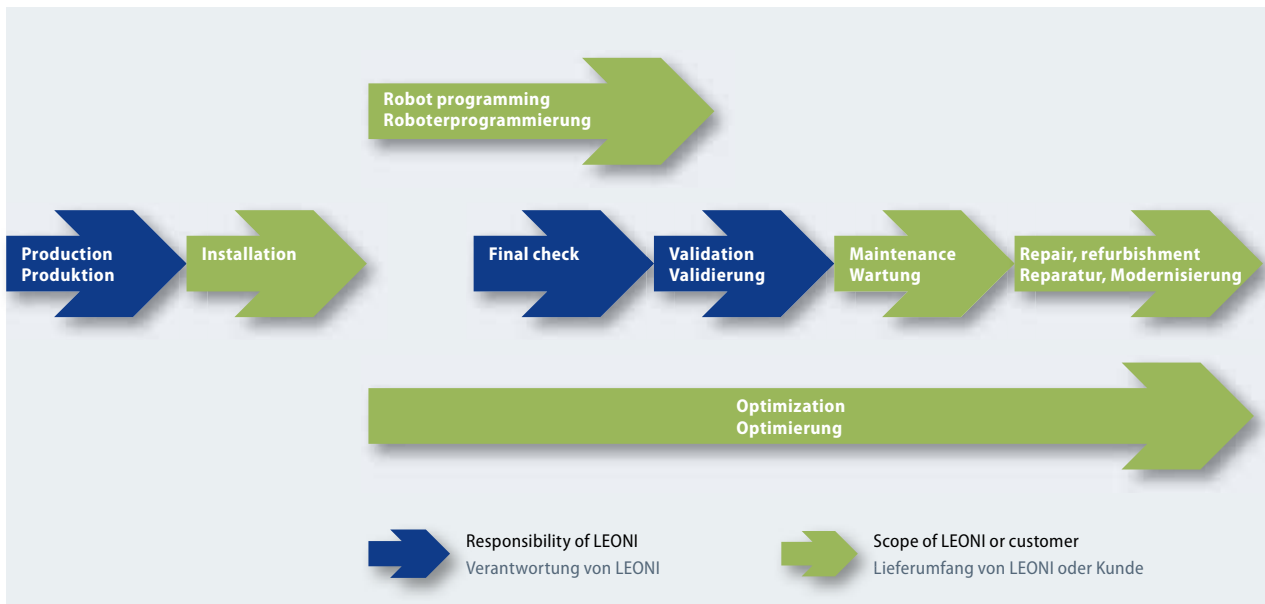 Robot programming
Roboterprogrammierung
Production
Produktion
Installation
Final check
Validation
Validierung
Maintenance
Wartung
Repair, refurbishment
Reparatur, Modernisierung
Optimization
Optimierung
Responsibility of LEONI
Verantwortung von LEONI
Scope of LEONI or customer
Lieferumfang von LEONI oder Kunde